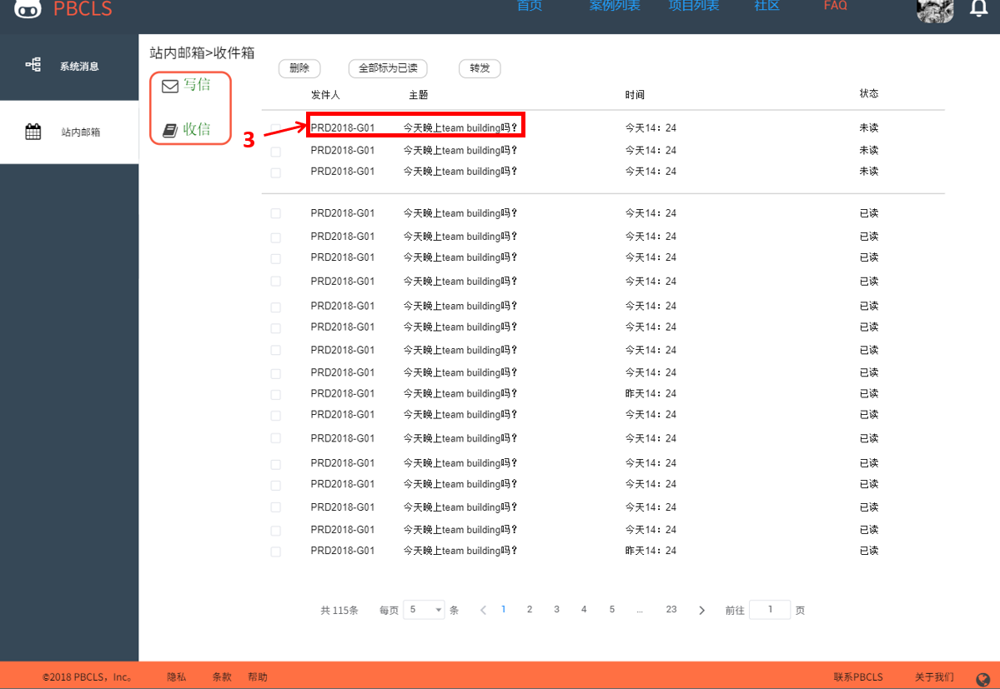 PBCLS 首页 案例列表 项目列表 社区 FAQ
系统消息
站内邮箱
站内邮箱>收件箱
写信
收信
删除 全部标为已读 转发
发件人 主题 时间 状态
3
PRD2018-G01 今天晚上team building吗? 今天14：24 未读
PRD2018-G01 今天晚上team building吗? 今天14：24 未读
PRD2018-G01 今天晚上team building吗? 今天14：24 未读
PRD2018-G01 今天晚上team building吗? 今天14：24 已读
PRD2018-G01 今天晚上team building吗? 今天14：24 已读
PRD2018-G01 今天晚上team building吗? 今天14：24 已读
PRD2018-G01 今天晚上team building吗? 今天14：24 已读
PRD2018-G01 今天晚上team building吗? 今天14：24 已读
PRD2018-G01 今天晚上team building吗? 今天14：24 已读
PRD2018-G01 今天晚上team building吗? 今天14：24 已读
PRD2018-G01 今天晚上team building吗? 今天14：24 已读
PRD2018-G01 今天晚上team building吗? 昨天14：24 已读
PRD2018-G01 今天晚上team building吗? 今天14：24 已读
PRD2018-G01 今天晚上team building吗? 今天14：24 已读
PRD2018-G01 今天晚上team building吗? 今天14：24 已读
PRD2018-G01 今天晚上team building吗? 今天14：24 已读
PRD2018-G01 今天晚上team building吗? 今天14：24 已读
PRD2018-G01 今天晚上team building吗? 今天14：24 已读
PRD2018-G01 今天晚上team building吗? 昨天14：24 已读
共 115条 每页 5 条 1 2 3 4 5 ... 23 前往 1 页
©2018 PBCLS，Inc。 隐私 条款 帮助 联系PBCLS 关于我们